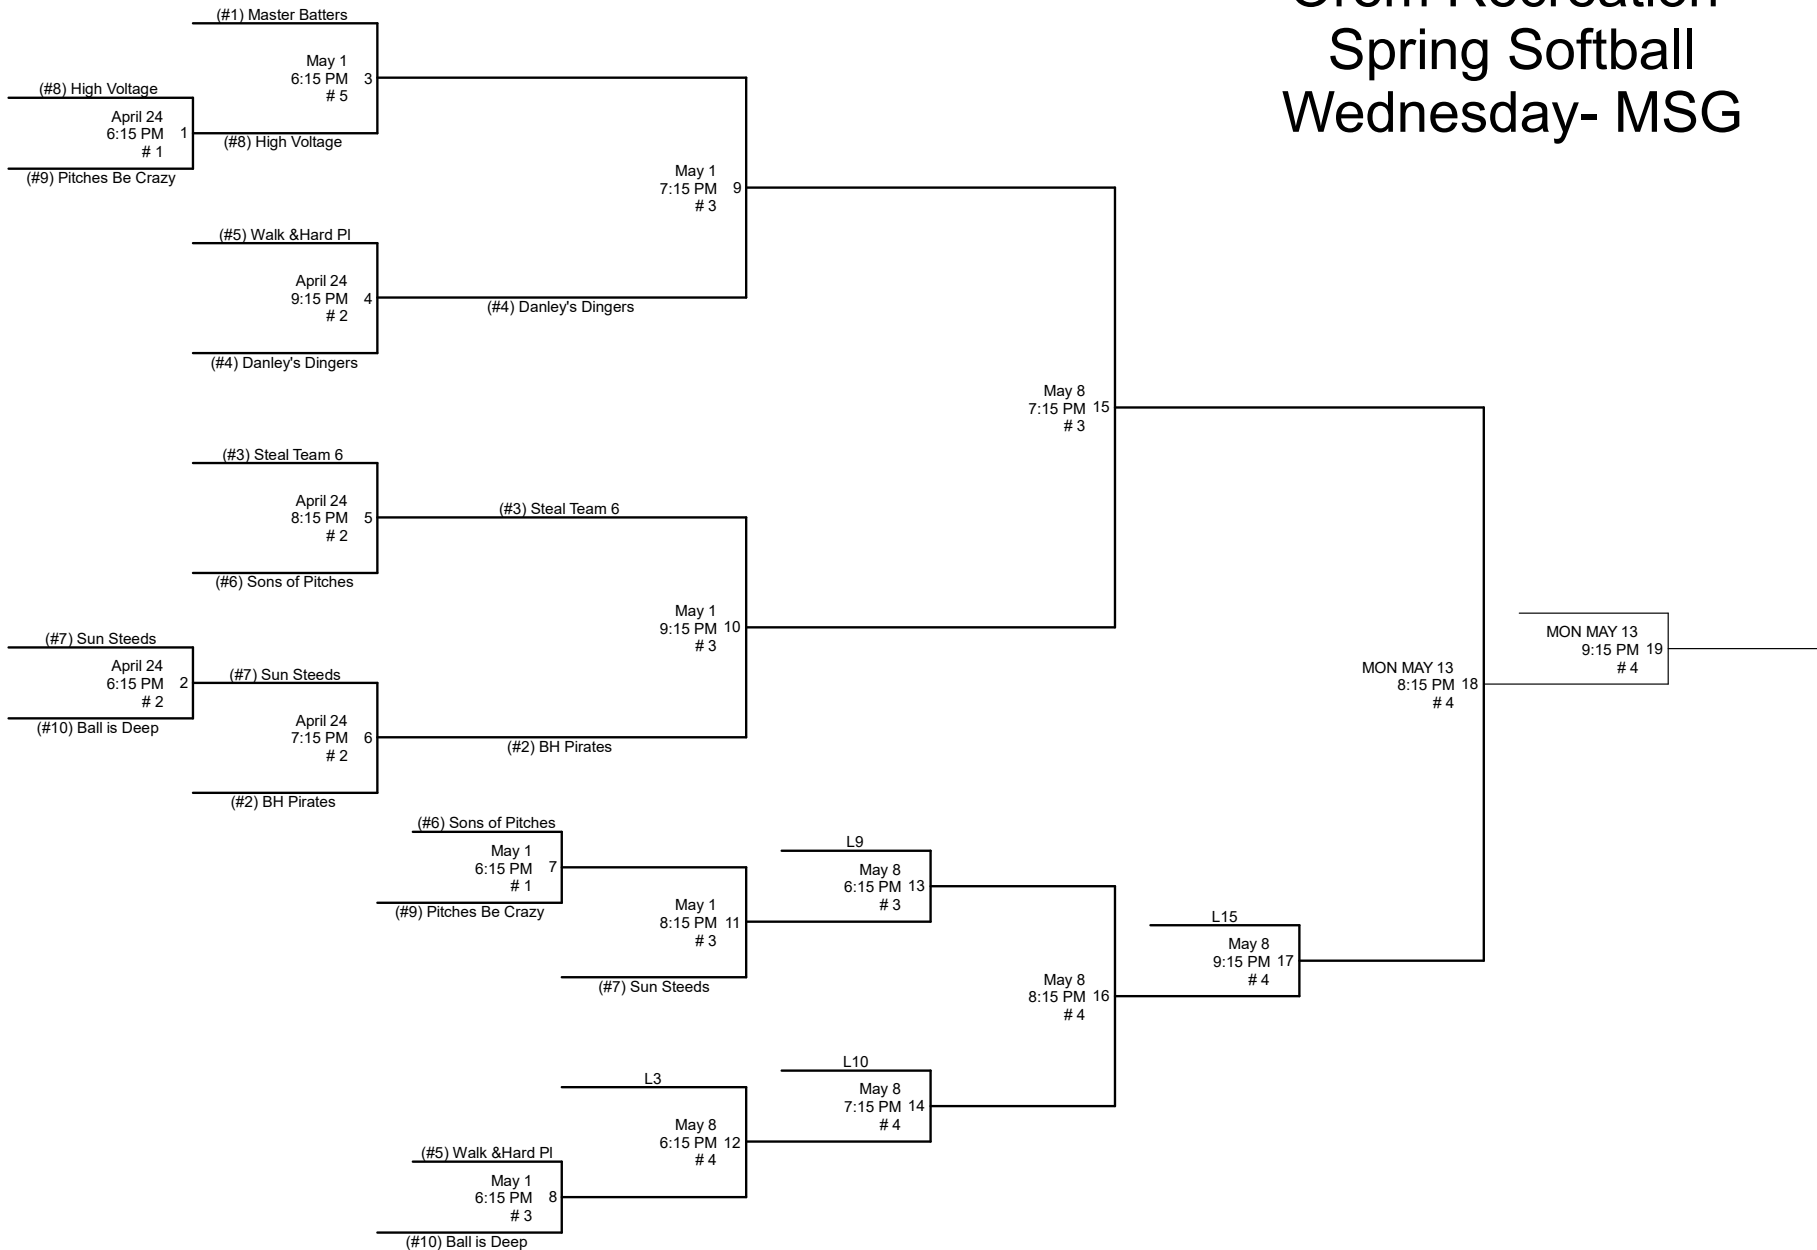 Orem Recreation
Spring Softball
Wednesday- MSG
(#1) Master Batters
May 1
6:15 PM 3
# 5
(#8) High Voltage
April 24
6:15 PM 1
# 1
(#9) Pitches Be Crazy
(#8) High Voltage
May 1
7:15 PM 9
# 3
(#5) Walk &Hard Pl
April 24
9:15 PM 4
# 2
(#4) Danley's Dingers
(#4) Danley's Dingers
May 8
7:15 PM 15
# 3
(#3) Steal Team 6
April 24
8:15 PM 5
# 2
(#3) Steal Team 6
(#6) Sons of Pitches
May 1
9:15 PM 10
# 3
(#7) Sun Steeds
April 24
6:15 PM 2
# 2
(#10) Ball is Deep
(#7) Sun Steeds
April 24
7:15 PM 6
# 2
(#2) BH Pirates
(#2) BH Pirates
MON MAY 13
8:15 PM 18
# 4
MON MAY 13
9:15 PM 19
# 4
(#6) Sons of Pitches
May 1
6:15 PM 7
# 1
(#9) Pitches Be Crazy
May 1
8:15 PM 11
# 3
(#7) Sun Steeds
L9
May 8
6:15 PM 13
# 3
L15
May 8
9:15 PM 17
# 4
May 8
8:15 PM 16
# 4
L10
May 8
7:15 PM 14
# 4
L3
May 8
6:15 PM 12
# 4
(#5) Walk &Hard Pl
May 1
6:15 PM 8
# 3
(#10) Ball is Deep